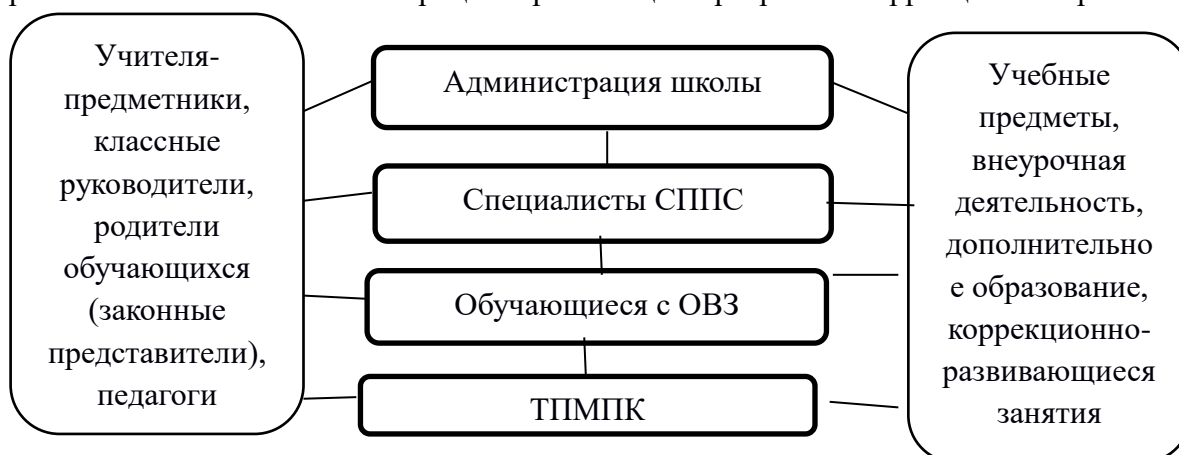 Учителя-
предметники,
классные
руководители,
родители
обучающихся
(законные
представители),
педагоги
Администрация школы
Специалисты СППС
Обучающиеся с ОВЗ
ТПМПК
Учебные
предметы,
внеурочная
деятельность,
дополнительно
е образование,
коррекционно-
развивающиеся
занятия